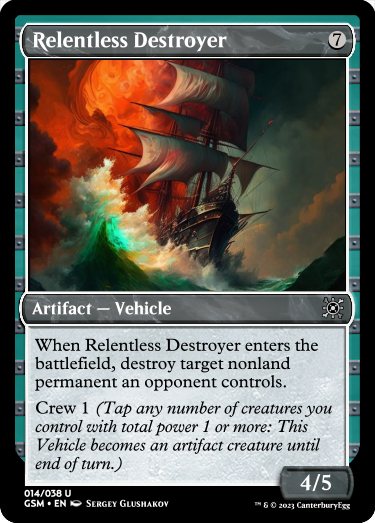 Relentless Destroyer 7
Artifact — Vehicle
When Relentless Destroyer enters the
battlefield, destroy target nonland
permanent an opponent controls.
Crew 1 (Tap any number of creatures you
control with total power 1 or more: This
Vehicle becomes an artifact creature until
end of turn.)
4/5
014/038 U
GSM • EN Sergey Glushakov
™ & © 2023 CanterburyEgg